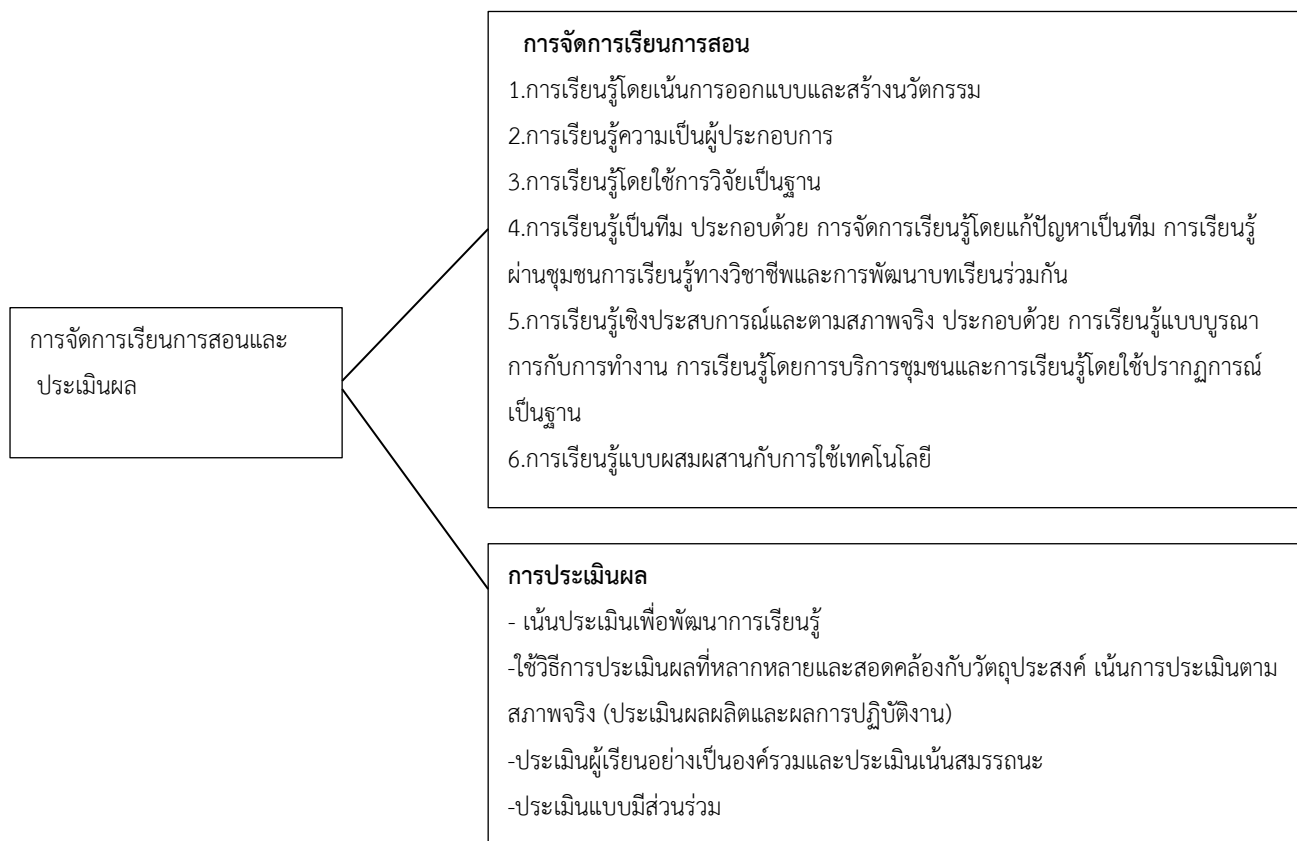 การจัดการเรียนการสอน
1.การเรียนรู้โดยเน้นการออกแบบและสร้างนวัตกรรม
2.การเรียนรู้ความเป็นผู้ประกอบการ
3.การเรียนรู้โดยใช้การวิจัยเป็นฐาน
4.การเรียนรู้เป็นทีม ประกอบด้วย การจัดการเรียนรู้โดยแก้ปัญหาเป็นทีม การเรียนรู้
ผ่านชุมชนการเรียนรู้ทางวิชาชีพและการพัฒนาบทเรียนร่วมกัน
5.การเรียนรู้เชิงประสบการณ์และตามสภาพจริง ประกอบด้วย การเรียนรู้แบบบูรณา
การกับการทำงาน การเรียนรู้โดยการบริการชุมชนและการเรียนรู้โดยใช้ปรากฏการณ์
เป็นฐาน
6.การเรียนรู้แบบผสมผสานกับการใช้เทคโนโลยี
การจัดการเรียนการสอนและ
ประเมินผล
การประเมินผล
- เน้นประเมินเพื่อพัฒนาการเรียนรู้
-ใช้วิธีการประเมินผลที่หลากหลายและสอดคล้องกับวัตถุประสงค์ เน้นการประเมินตาม
สภาพจริง (ประเมินผลผลิตและผลการปฏิบัติงาน)
-ประเมินผู้เรียนอย่างเป็นองค์รวมและประเมินเน้นสมรรถนะ
-ประเมินแบบมีส่วนร่วม